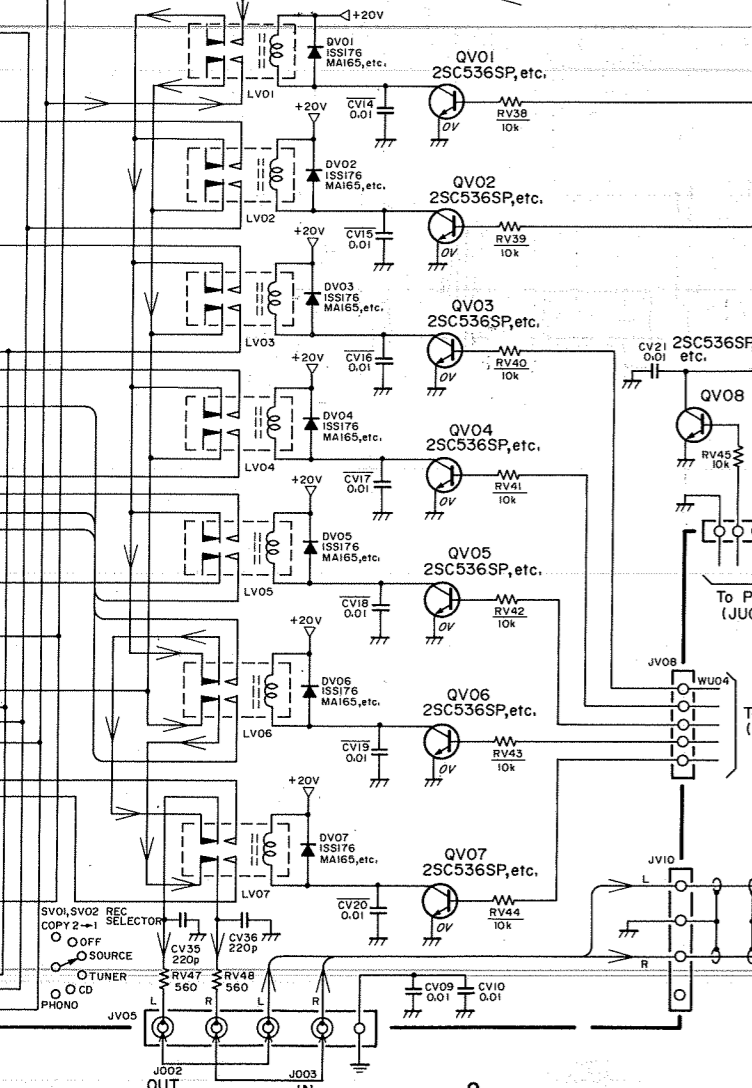 +20V
QV01
1SS176
MA165,etc.
LV01
QV01
2SC536SP,etc.
CV14
0.01
0V
RV38
10k
+20V
DV02
1SS176
MA165,etc.
LV02
QV02
2SC536SP,etc.
CV15
0.01
0V
RV39
10k
+20V
DV03
1SS176
MA165,etc.
LV03
QV03
2SC536SP,etc.
CV16
0.01
0V
RV40
10k
CV21
0.01
2SC536SP
etc.
QV08
RV45
10k
+20V
DV04
1SS176
MA165,etc.
LV04
QV04
2SC536SP,etc.
CV17
0.01
0V
RV41
10k
+20V
DV05
1SS176
MA165,etc.
LV05
QV05
2SC536SP,etc.
CV18
0.01
0V
RV42
10k
To P
(JU0
JV08
WU04
T
(
+20V
DV06
1SS176
MA165,etc.
LV06
QV06
2SC536SP,etc.
CV19
0.01
0V
RV43
10k
+20V
DV07
1SS176
MA165,etc.
LV07
QV07
2SC536SP,etc.
CV20
0.01
0V
RV44
10k
JV10
L
R
SV01,SV02 REC
SELECTOR
COPY 2→1
OFF
SOURCE
TUNER
CD
PHONO
CV35
220p
CV36
220p
RV47
560
RV48
560
L
R
L
R
CV09
0.01
CV10
0.01
JV05
J002
OUT
J003
IN